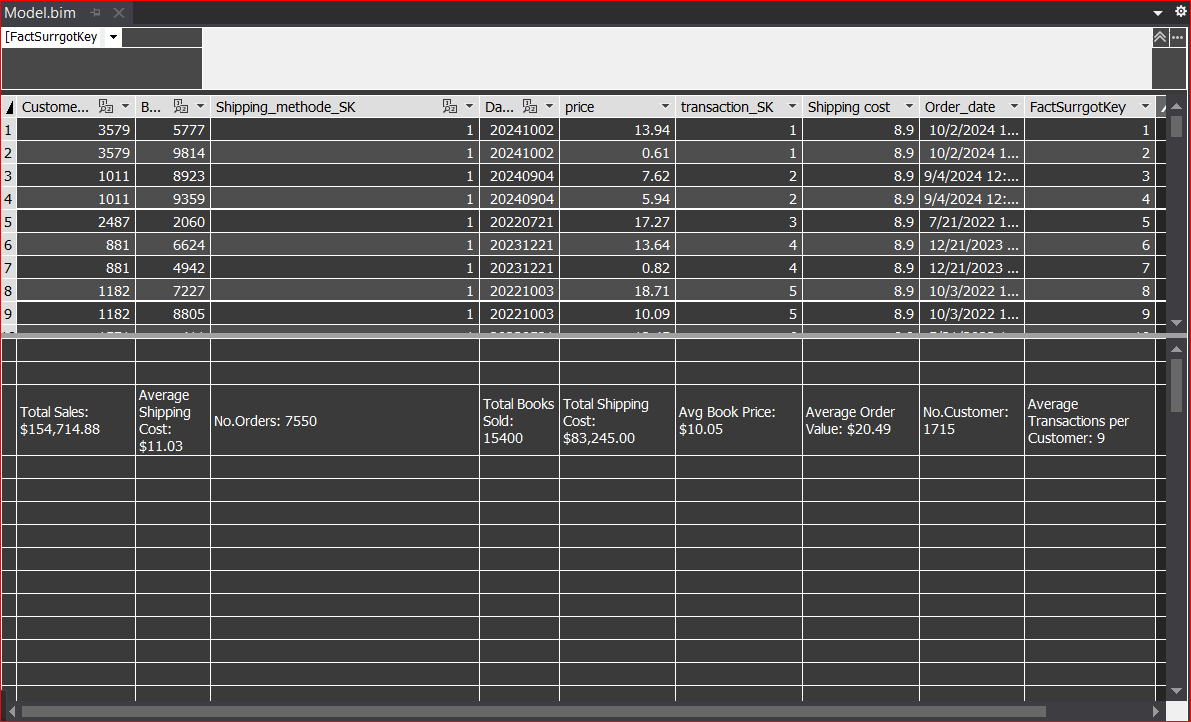 Model.bim
[FactSurrgotKey
Custome... B... Shipping_methode_SK Da... price transaction_SK Shipping cost Order_date FactSurrgotKey
1 3579 5777 1 20241002 13.94 1 8.9 10/2/2024 1... 1
2 3579 9814 1 20241002 0.61 1 8.9 10/2/2024 1... 2
3 1011 8923 1 20240904 7.62 2 8.9 9/4/2024 12:... 3
4 1011 9359 1 20240904 5.94 2 8.9 9/4/2024 12:... 4
5 2487 2060 1 20220721 17.27 3 8.9 7/21/2022 1... 5
6 881 6624 1 20231221 13.64 4 8.9 12/21/2023 ... 6
7 881 4942 1 20231221 0.82 4 8.9 12/21/2023 ... 7
8 1182 7227 1 20221003 18.71 5 8.9 10/3/2022 1... 8
9 1182 8805 1 20221003 10.09 5 8.9 10/3/2022 1... 9
Total Sales:
$154,714.88
Average
Shipping
Cost:
$11.03
No.Orders: 7550
Total Books
Sold:
15400
Total Shipping
Cost:
$83,245.00
Avg Book Price:
$10.05
Average Order
Value: $20.49
No.Customer:
1715
Average
Transactions per
Customer: 9